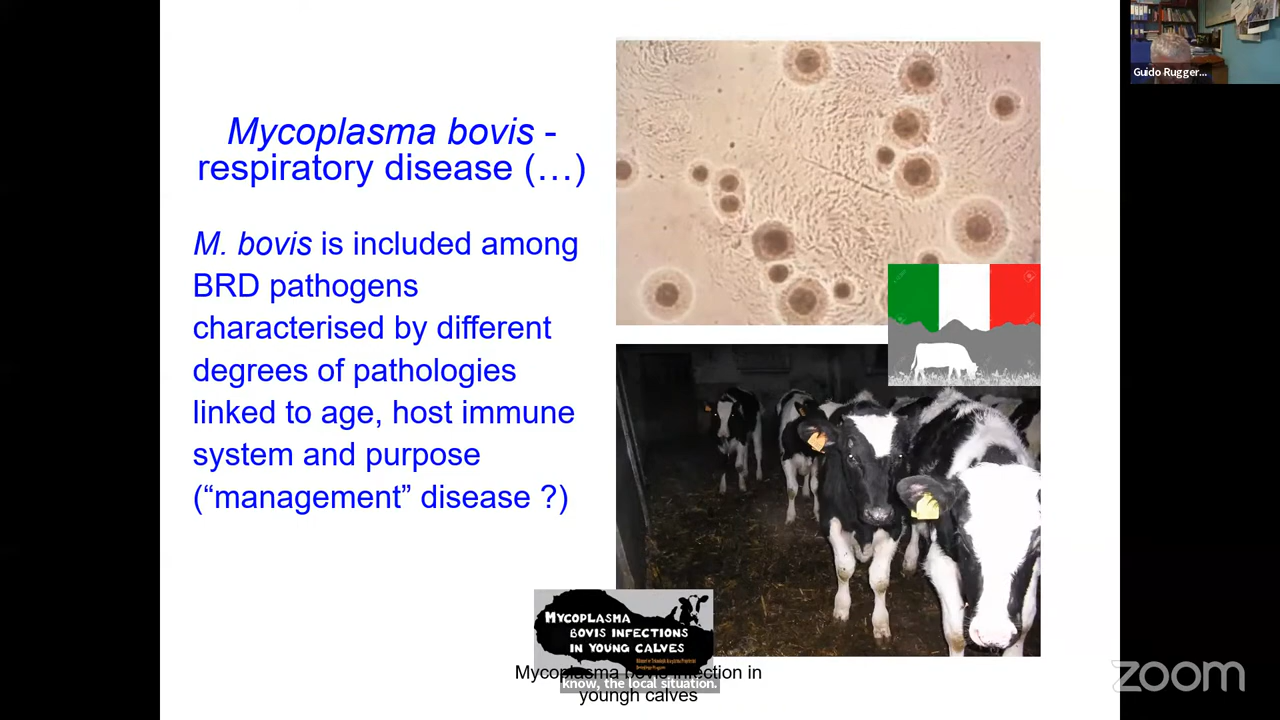 Guido Rugger...
Mycoplasma bovis -
respiratory disease (…)
M. bovis is included among
BRD pathogens
characterised by different
degrees of pathologies
linked to age, host immune
system and purpose
(“management” disease ?)
MYCOPLASMA
BOVIS INFECTIONS
IN YOUNG CALVES
Mycoplasma bovis infection in
youngh calves
know, the local situation.
zoom